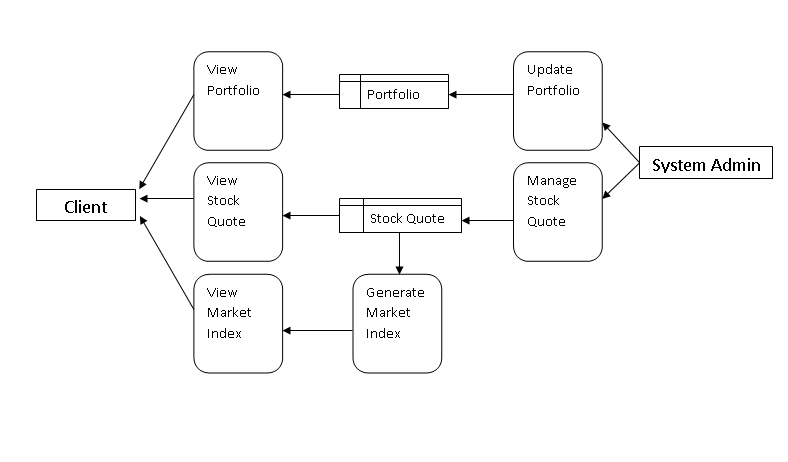 View
Portfolio
Portfolio
Update
Portfolio
System Admin
View
Stock
Quote
Client
Stock Quote
Manage
Stock
Quote
View
Market
Index
Generate
Market
Index